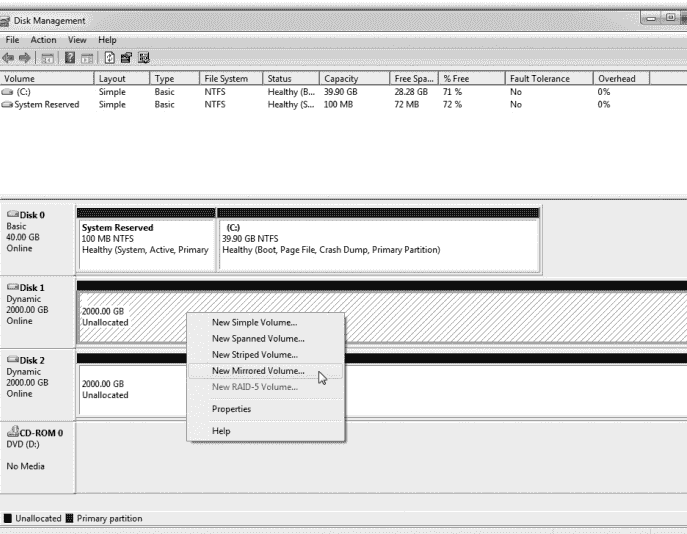 Disk Management
File Action View Help
Volume Layout Type File System Status Capacity Free Spa... % Free Fault Tolerance Overhead
(C:) Simple Basic NTFS Healthy (B... 39.90 GB 28.28 GB 71 % No 0%
System Reserved Simple Basic NTFS Healthy (S... 100 MB 72 MB 72 % No 0%
Disk 0
Basic
40.00 GB
Online
System Reserved
100 MB NTFS
Healthy (System, Active, Primary
(C:)
39.90 GB NTFS
Healthy (Boot, Page File, Crash Dump, Primary Partition)
Disk 1
Dynamic
2000.00 GB
Online
2000.00 GB
Unallocated
New Simple Volume...
New Spanned Volume...
New Striped Volume...
New Mirrored Volume...
New RAID-5 Volume...
Properties
Help
Disk 2
Dynamic
2000.00 GB
Online
2000.00 GB
Unallocated
CD-ROM 0
DVD (D:)
No Media
Unallocated Primary partition